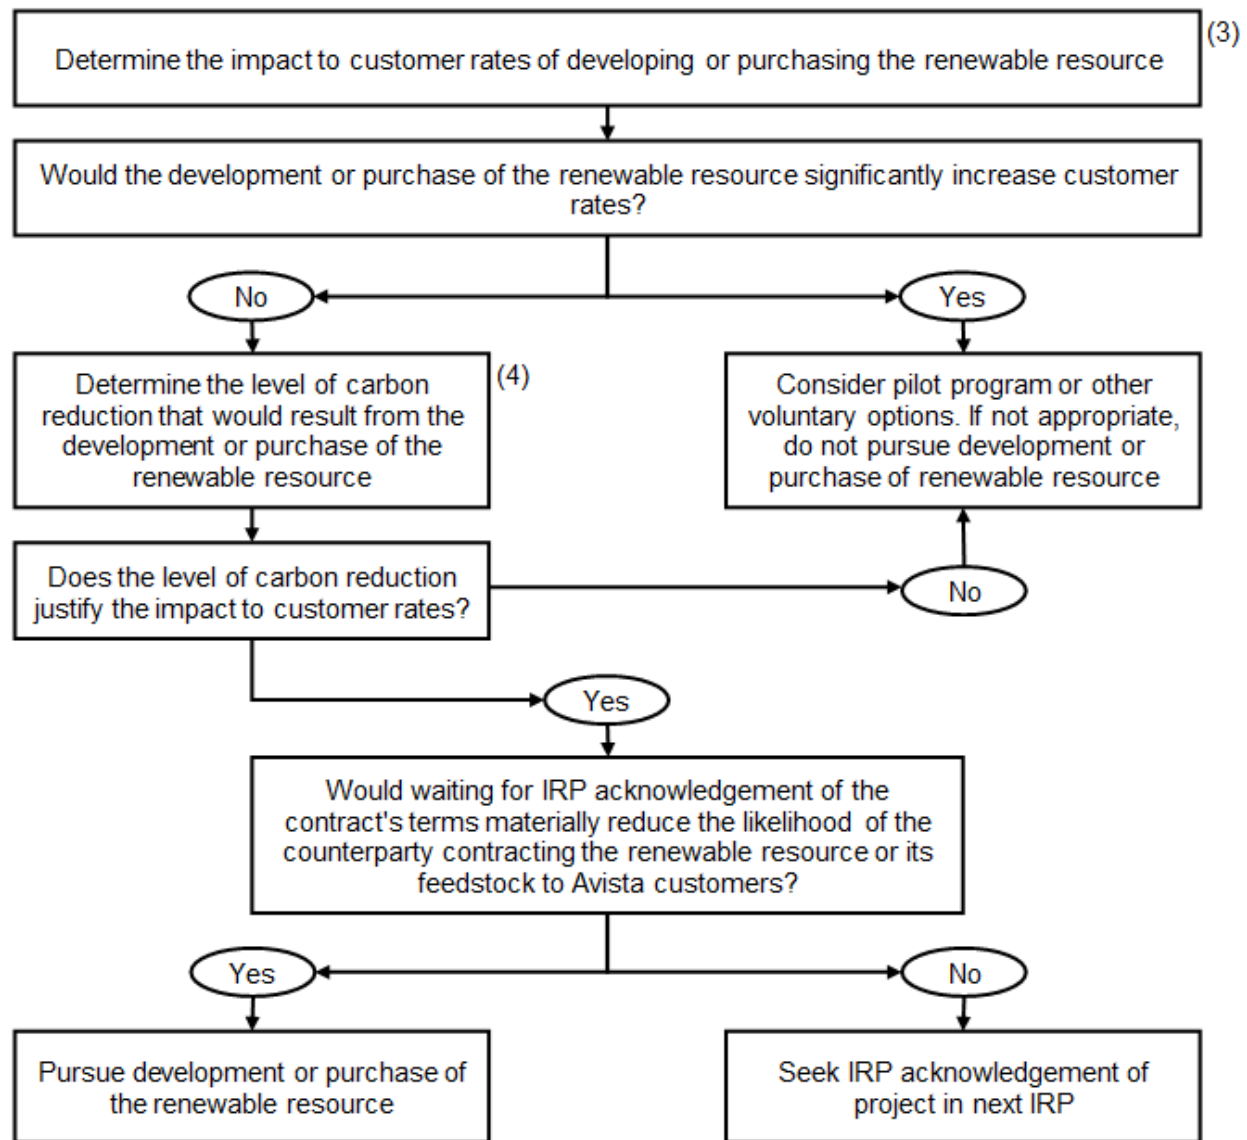 (3)
Determine the impact to customer rates of developing or purchasing the renewable resource
Would the development or purchase of the renewable resource significantly increase customer
rates?
No
Yes
Determine the level of carbon
reduction that would result from the
development or purchase of the
renewable resource
(4)
Consider pilot program or other
voluntary options. If not appropriate,
do not pursue development or
purchase of renewable resource
Does the level of carbon reduction
justify the impact to customer rates?
No
Yes
Would waiting for IRP acknowledgement of the
contract's terms materially reduce the likelihood of the
counterparty contracting the renewable resource or its
feedstock to Avista customers?
Yes
No
Pursue development or purchase of
the renewable resource
Seek IRP acknowledgement of
project in next IRP